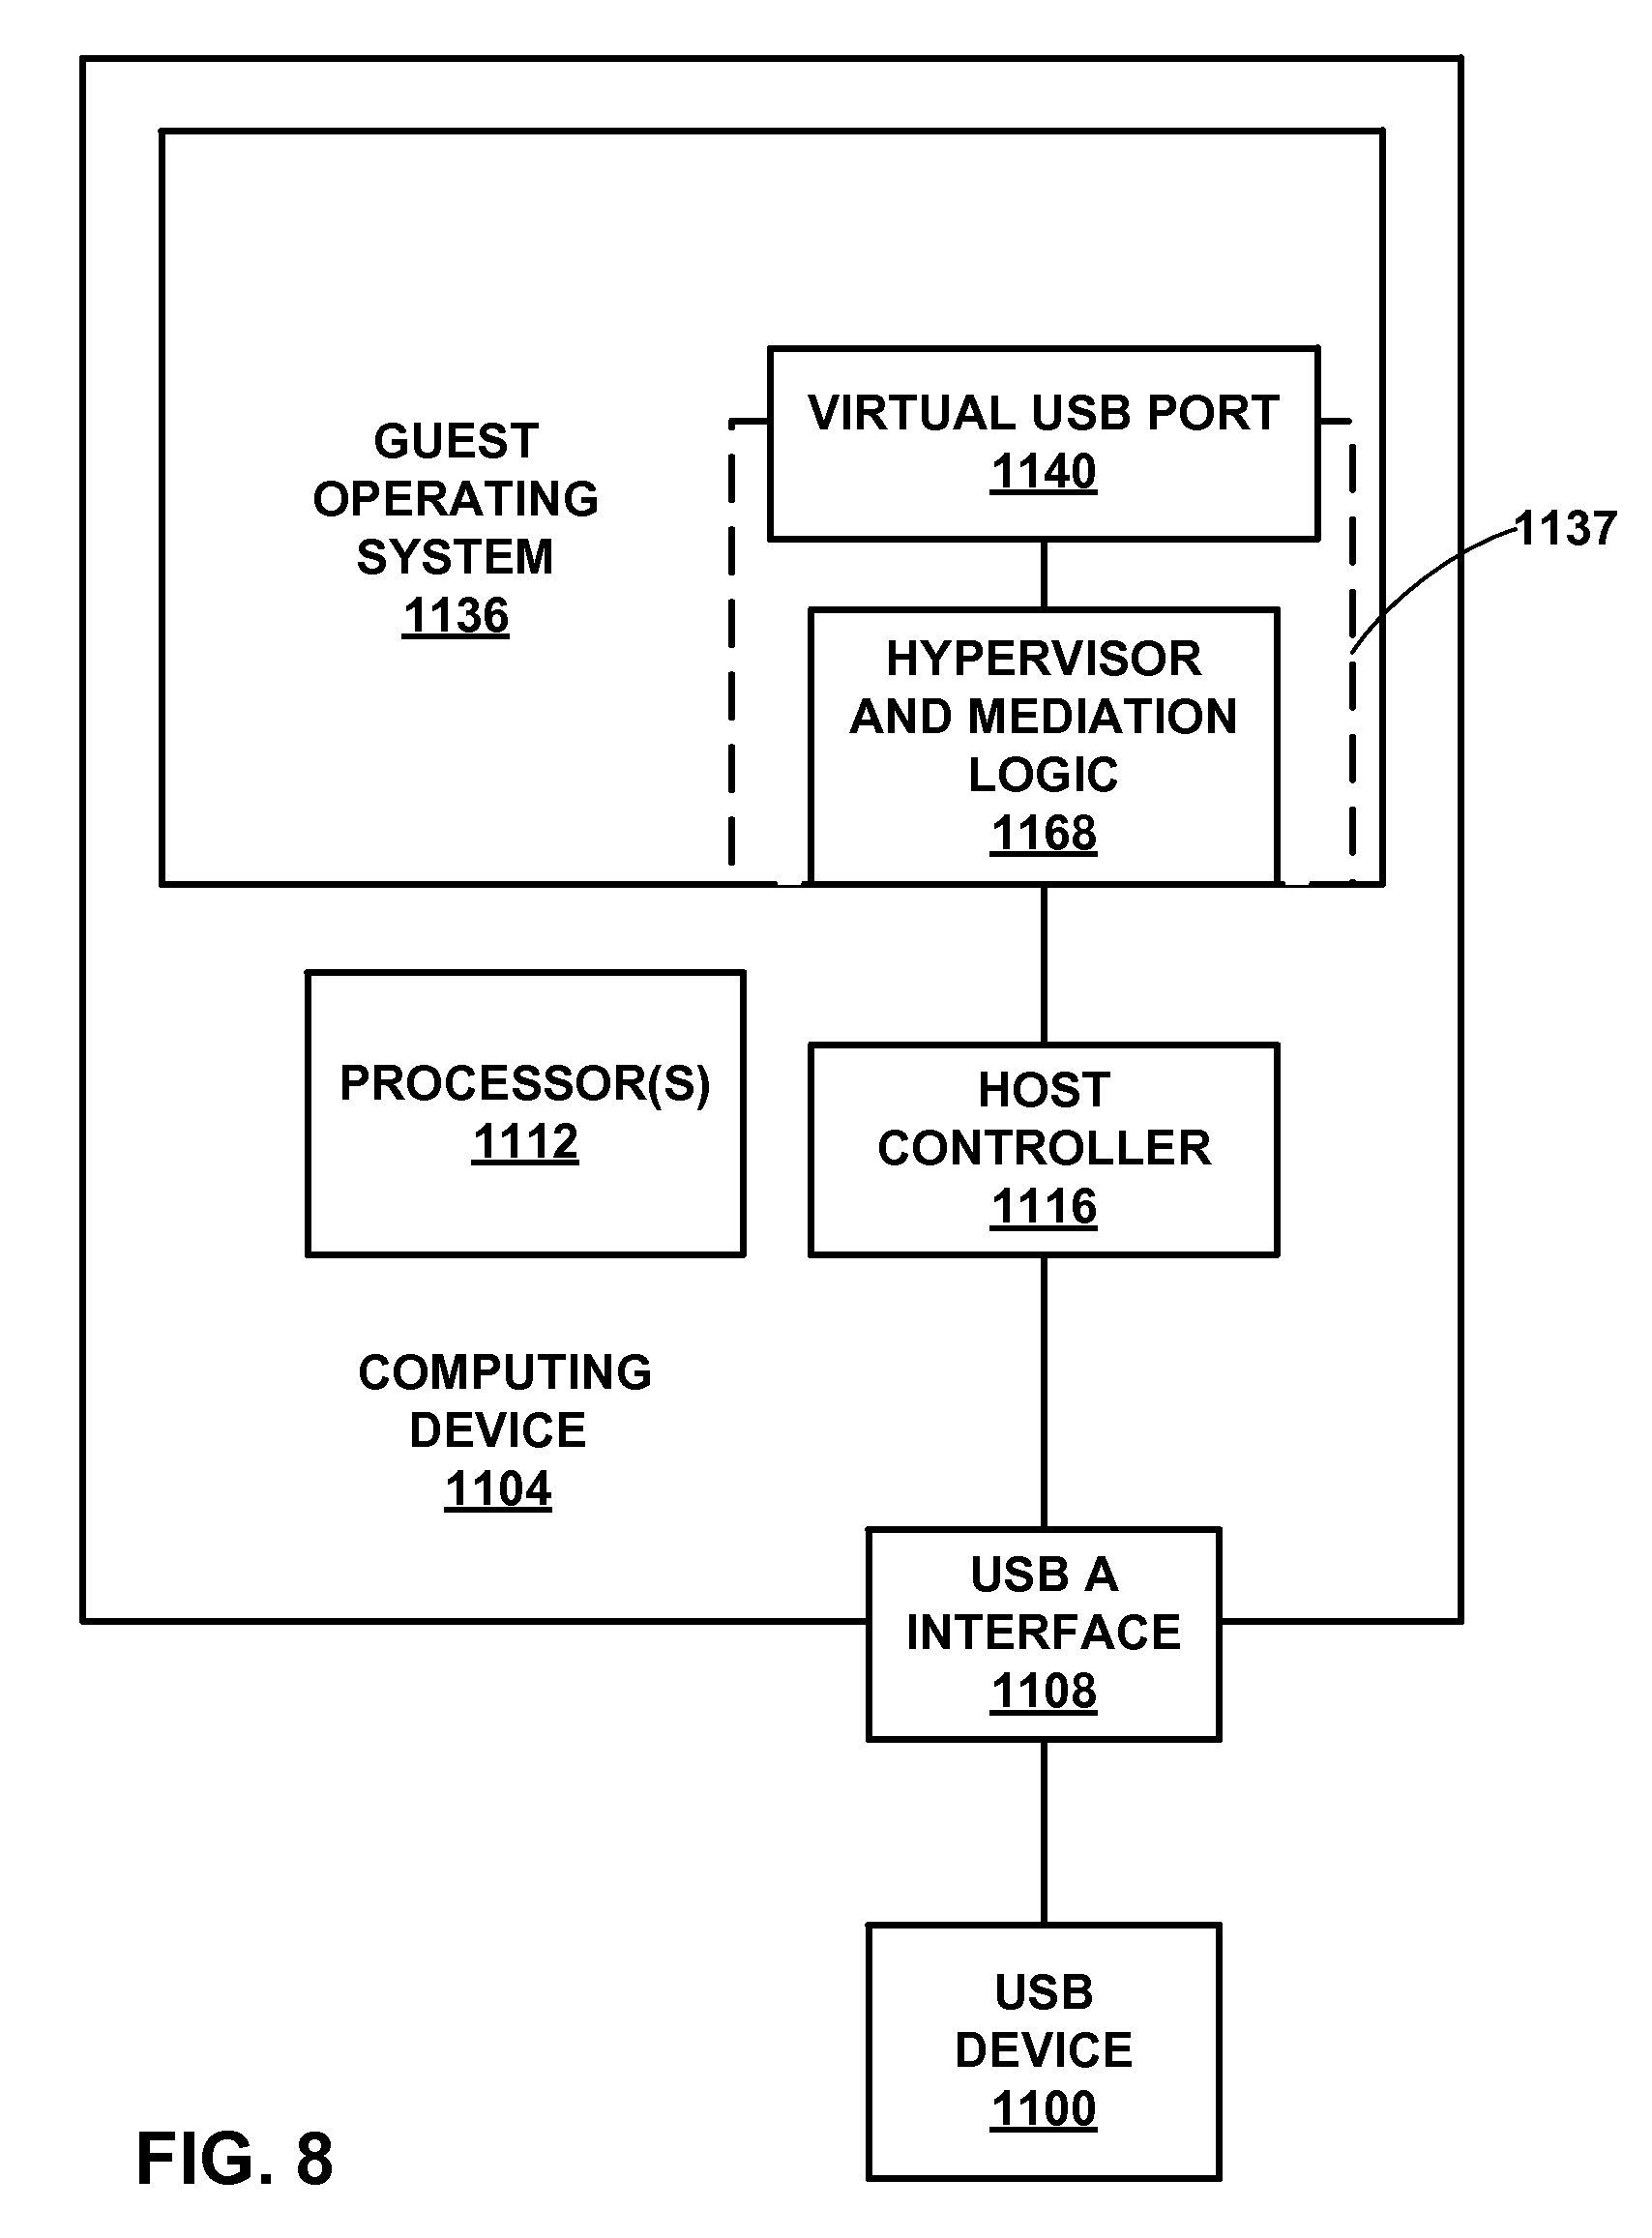 VIRTUAL USB PORT
1140
GUEST
OPERATING
SYSTEM
1136
1137
HYPERVISOR
AND MEDIATION
LOGIC
1168
PROCESSOR(S)
1112
HOST
CONTROLLER
1116
COMPUTING
DEVICE
1104
USB A
INTERFACE
1108
USB
DEVICE
1100
FIG. 8